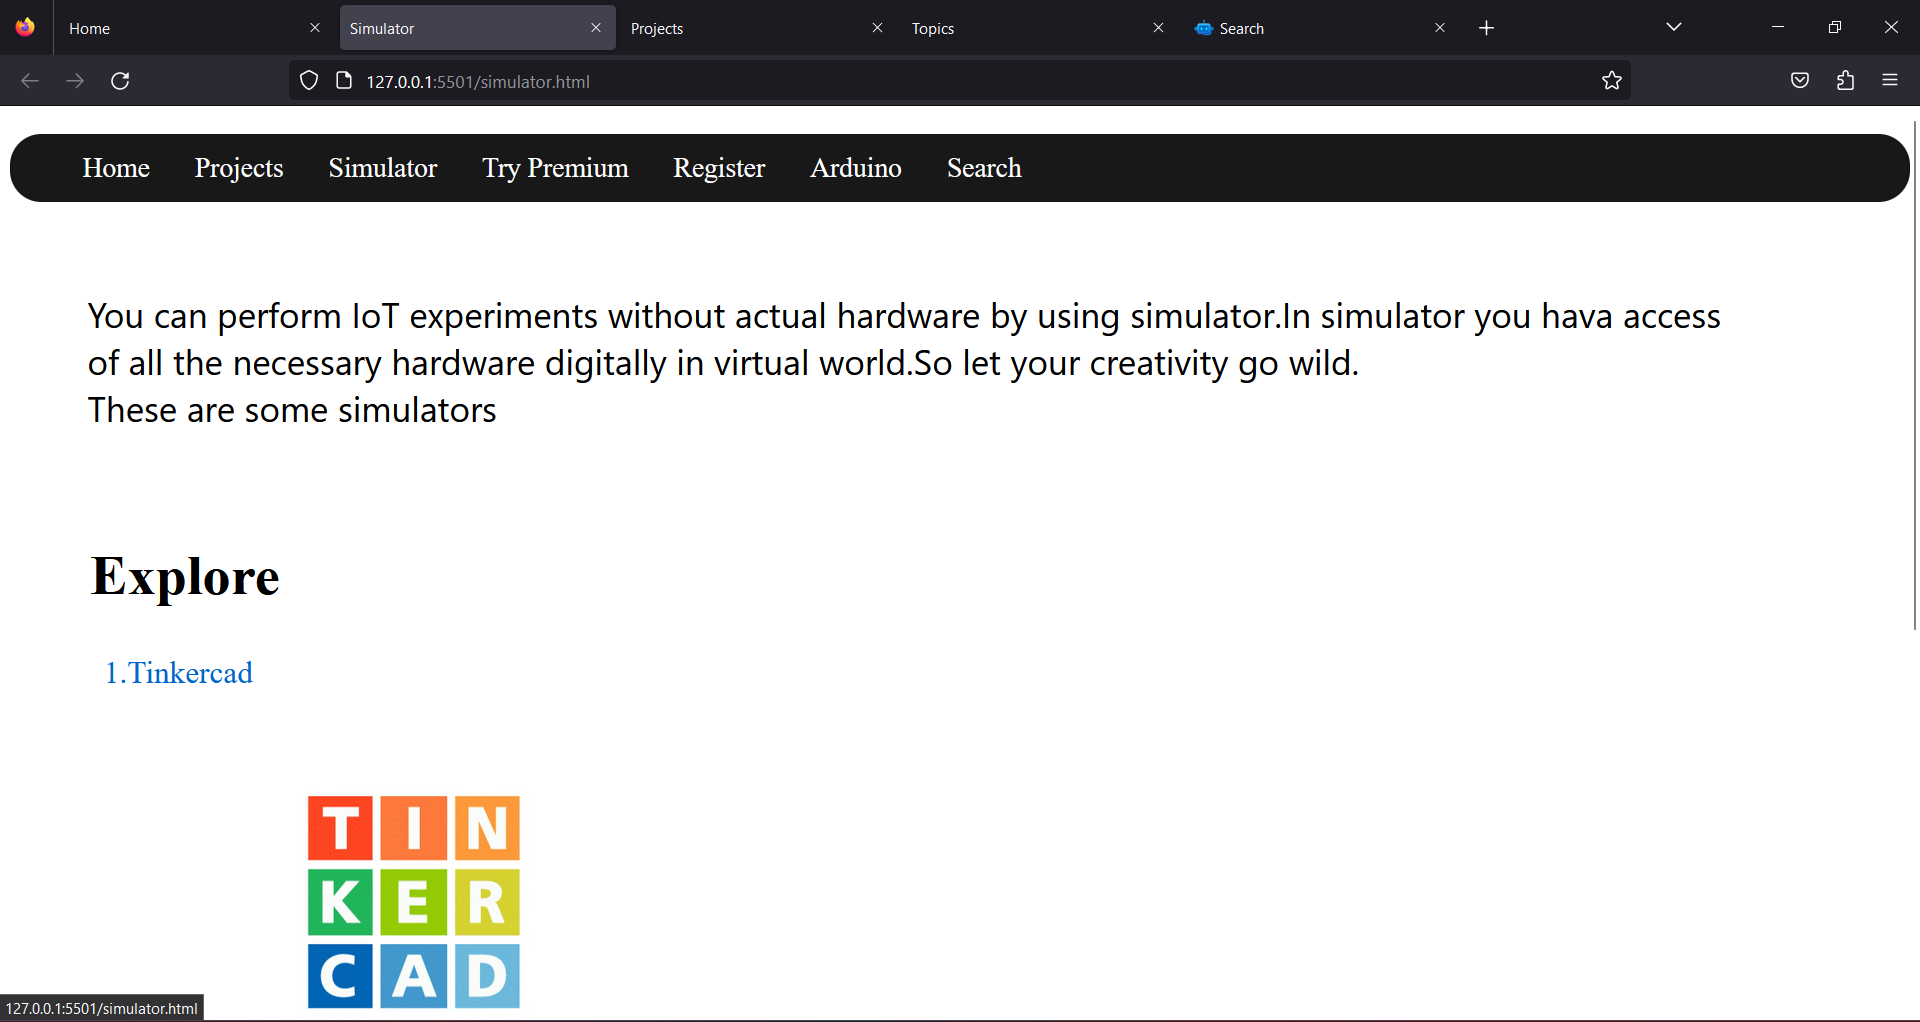 Home
Simulator
Projects
Topics
Search
127.0.0.1:5501/simulator.html
Home Projects Simulator Try Premium Register Arduino Search
You can perform IoT experiments without actual hardware by using simulator.In simulator you hava access
of all the necessary hardware digitally in virtual world.So let your creativity go wild.
These are some simulators
Explore
1.Tinkercad
TIN
KER
CAD
127.0.0.1:5501/simulator.html